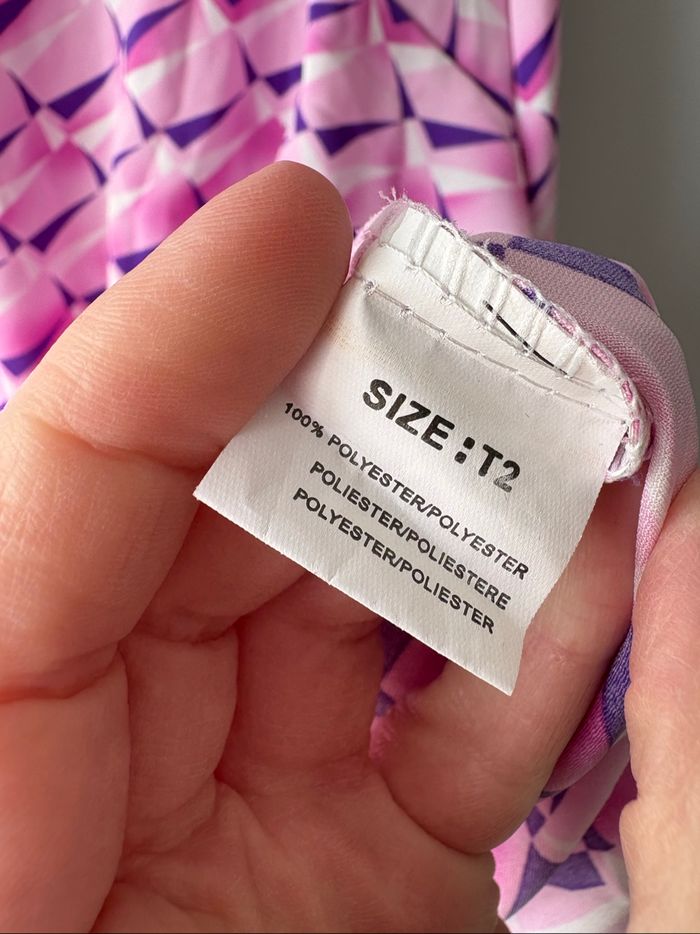 SIZE:T2
100% POLYESTER/POLYESTER
POLIESTER/POLIESTERE
POLYESTER/POLIESTER